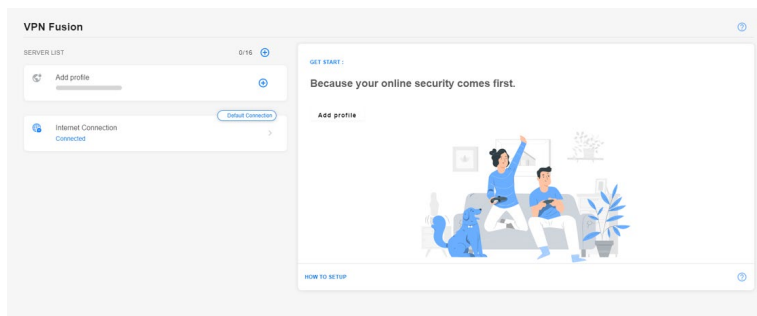 VPN Fusion
SERVER LIST 0/16
Add profile
Default Connection
Internet Connection
Connected
GET START :
Because your online security comes first.
Add profile
HOW TO SETUP